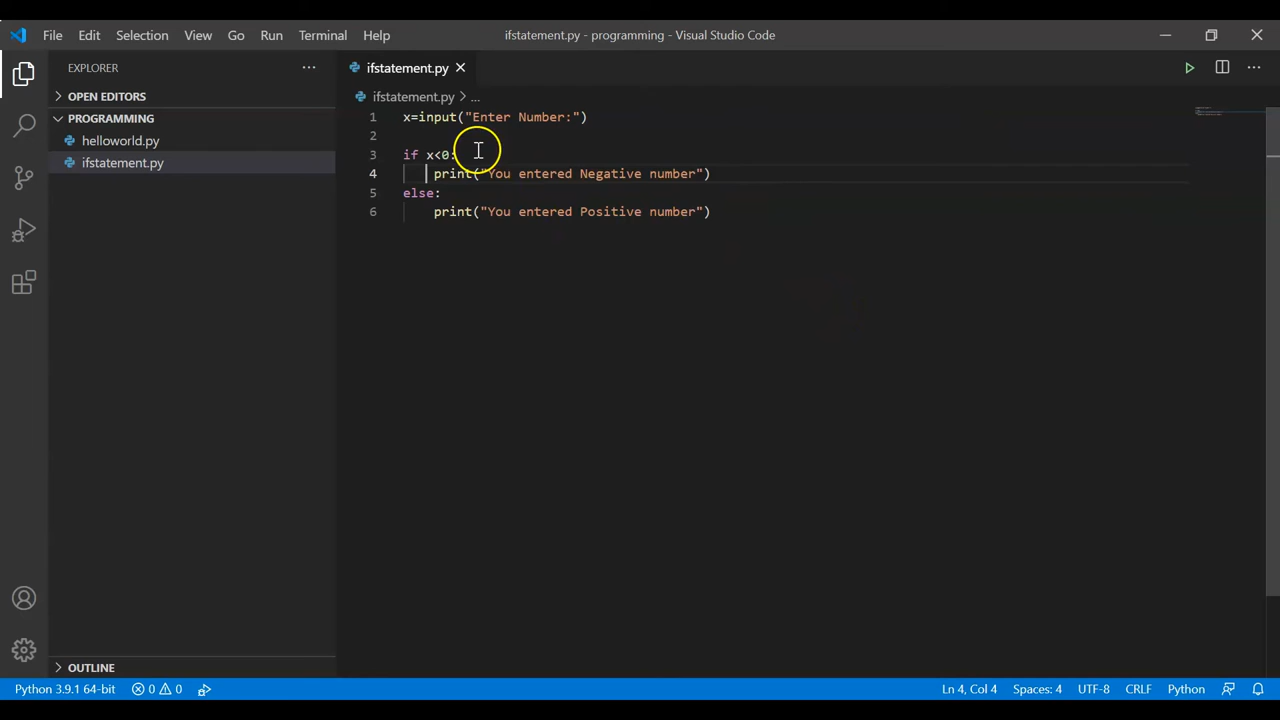 File Edit Selection View Go Run Terminal Help ifstatement.py - programming - Visual Studio Code
EXPLORER
ifstatement.py
OPEN EDITORS
ifstatement.py > ...
PROGRAMMING
helloworld.py
ifstatement.py
1 x=input("Enter Number:")
2
3 if x<0:
4 print("You entered Negative number")
5 else:
6 print("You entered Positive number")
OUTLINE
Python 3.9.1 64-bit 0 0 Ln 4, Col 4 Spaces: 4 UTF-8 CRLF Python